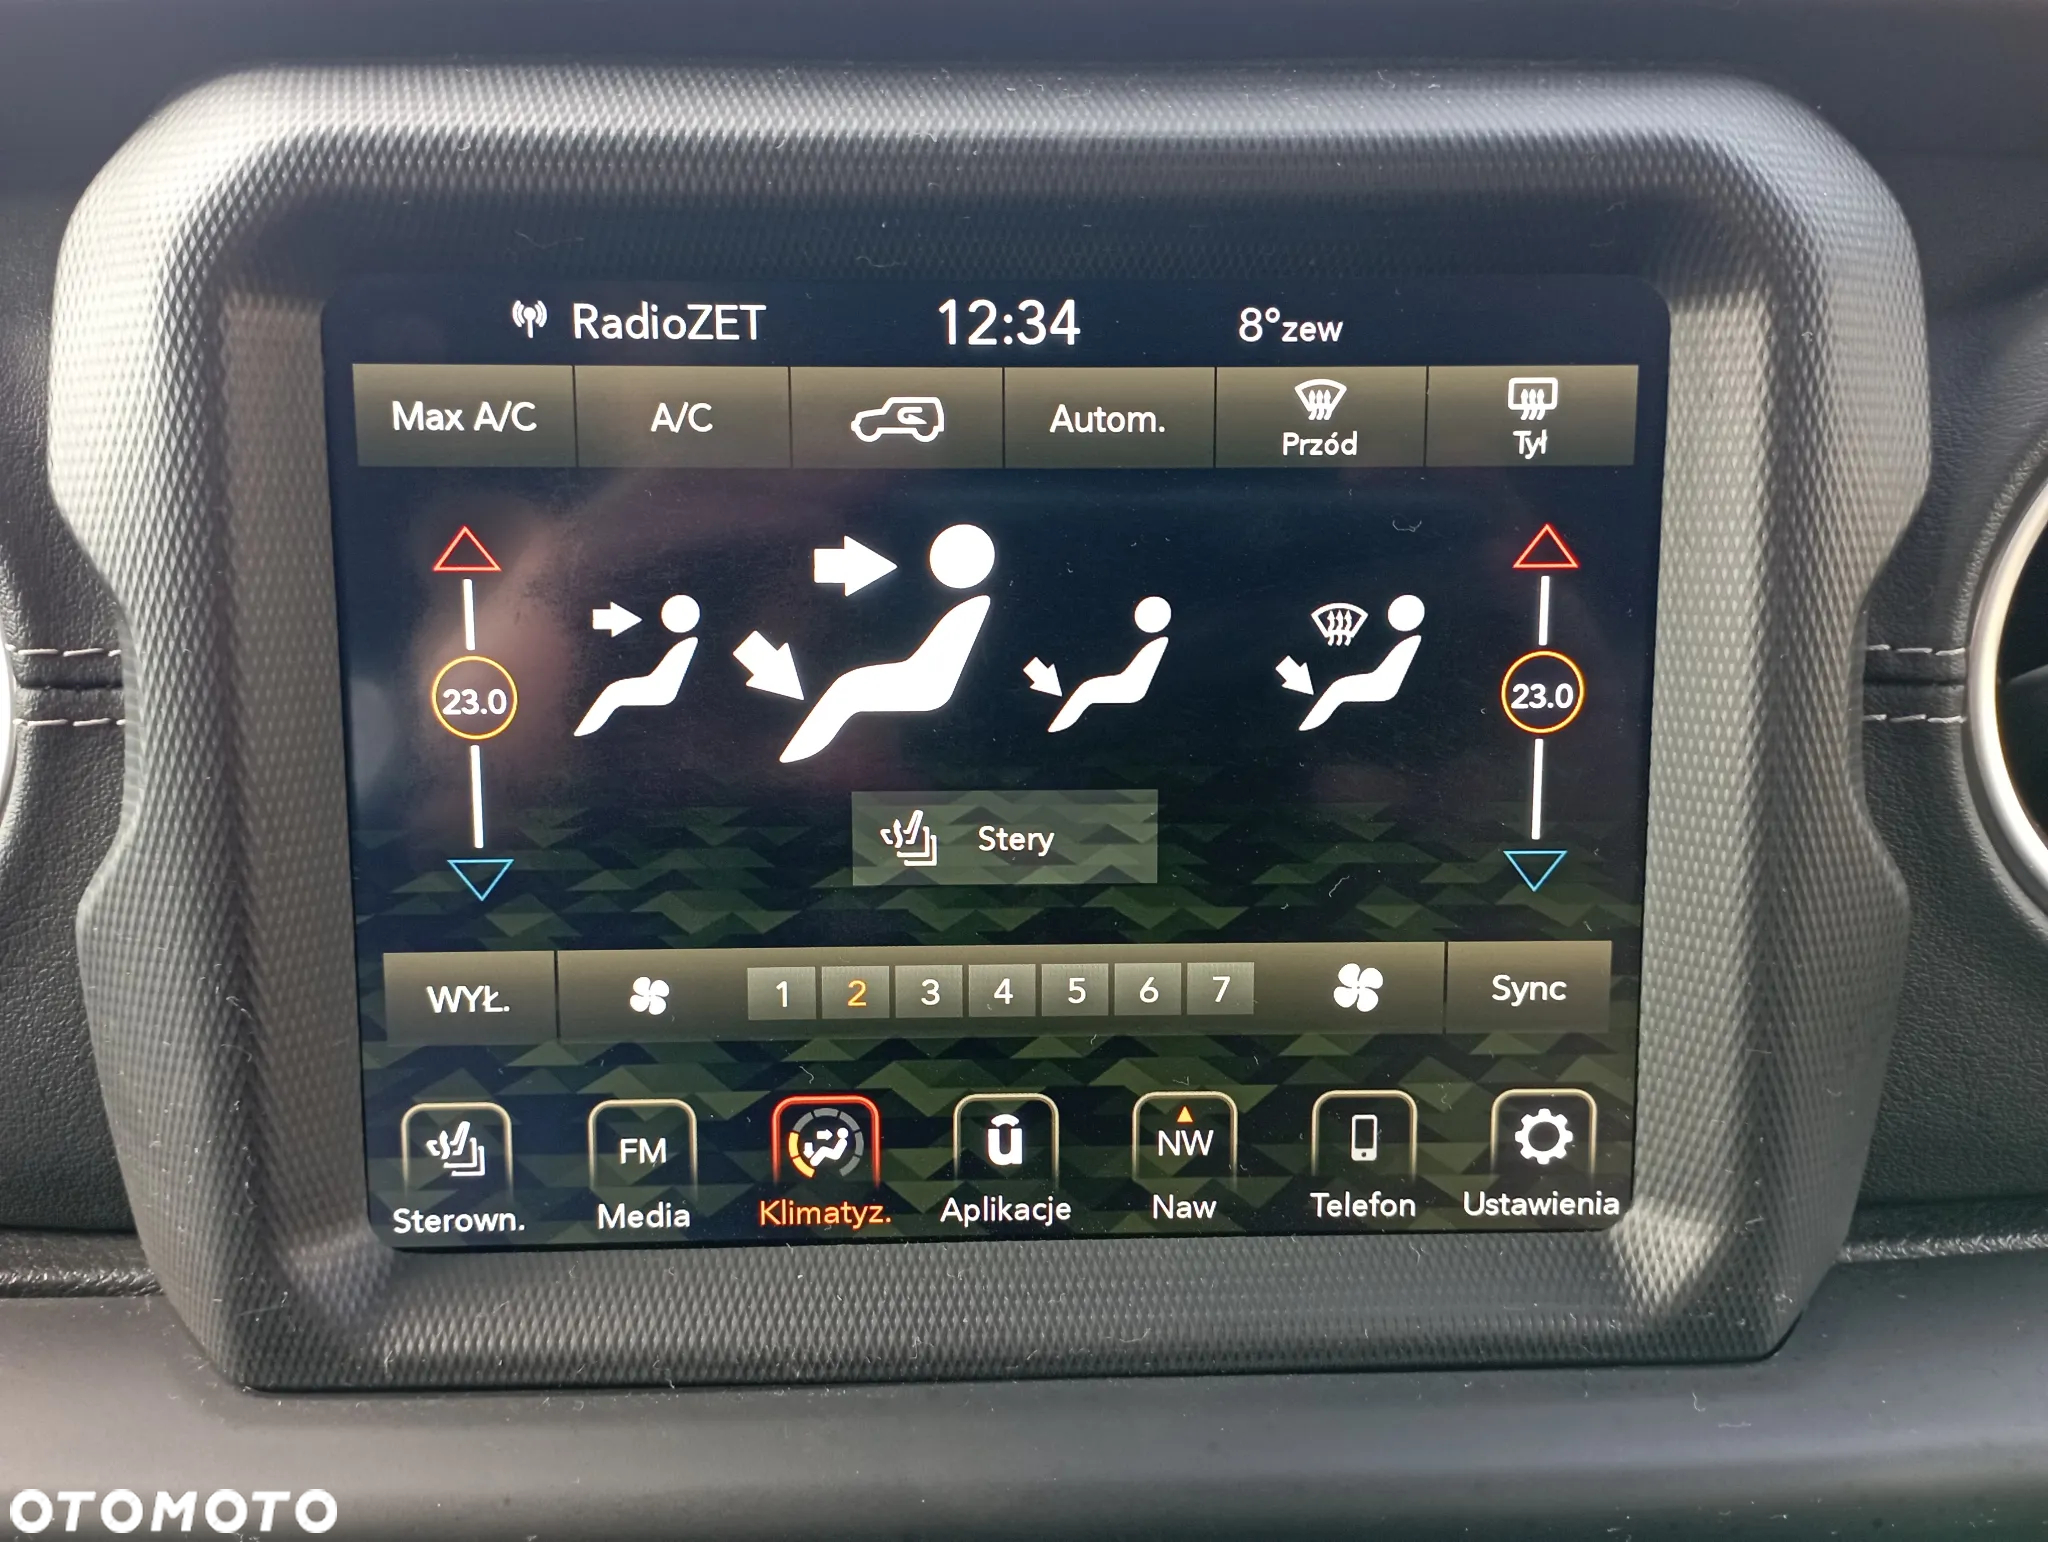 RadioZET 12:34 8°zew
Max A/C A/C Autom. Przód Tył
23.0 23.0
Stery
WYŁ. 1 2 3 4 5 6 7 Sync
FM NW
Sterown. Media Klimatyz. Aplikacje Naw Telefon Ustawienia
OTOMOTO